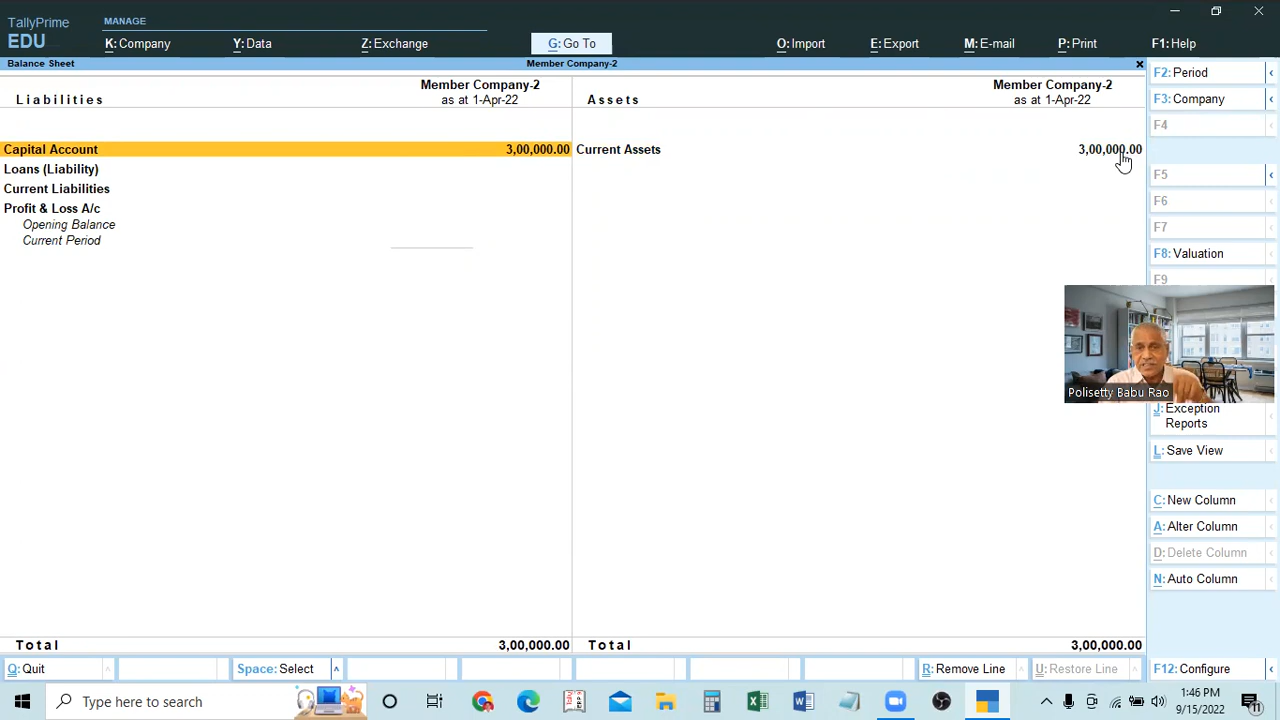 TallyPrime
EDU
MANAGE
K: Company
Y: Data
Z: Exchange
G: Go To
O: Import
E: Export
M: E-mail
P: Print
F1: Help
Balance Sheet
Member Company-2
Liabilities
Member Company-2
as at 1-Apr-22
Assets
Member Company-2
as at 1-Apr-22
Capital Account 3,00,000.00
Current Assets 3,00,000.00
Loans (Liability)
Current Liabilities
Profit & Loss A/c
Opening Balance
Current Period
Total 3,00,000.00
Total 3,00,000.00
F2: Period
F3: Company
F4
F5
F6
F7
F8: Valuation
F9
Polisetty Babu Rao
J: Exception
Reports
L: Save View
C: New Column
A: Alter Column
D: Delete Column
N: Auto Column
Q: Quit
Space: Select
R: Remove Line
U: Restore Line
F12: Configure
Type here to search
1:46 PM
9/15/2022
11